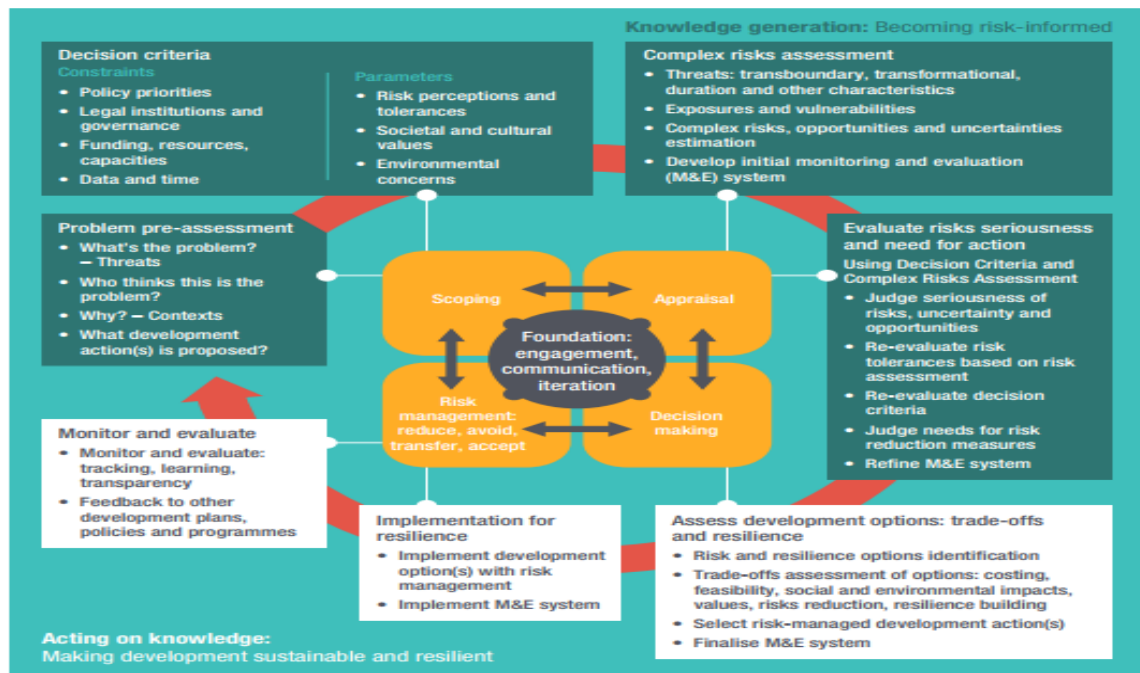 Knowledge generation: Becoming risk-informed
Decision criteria
Constraints
• Policy priorities
• Legal institutions and
governance
• Funding, resources,
capacities
• Data and time
Parameters
• Risk perceptions and
tolerances
• Societal and cultural
values
• Environmental
concerns
Complex risks assessment
• Threats: transboundary, transformational,
duration and other characteristics
• Exposures and vulnerabilities
• Complex risks, opportunities and uncertainties
estimation
• Develop initial monitoring and evaluation
(M&E) system
Problem pre-assessment
• What's the problem?
– Threats
• Who thinks this is the
problem?
• Why? – Contexts
• What development
action(s) is proposed?
Scoping
Appraisal
Foundation:
engagement,
communication,
iteration
Risk
management:
reduce, avoid,
transfer, accept
Decision
making
Evaluate risks seriousness
and need for action
Using Decision Criteria and
Complex Risks Assessment
• Judge seriousness of
risks, uncertainty and
opportunities
• Re-evaluate risk
tolerances based on risk
assessment
• Re-evaluate decision
criteria
• Judge needs for risk
reduction measures
• Refine M&E system
Monitor and evaluate
• Monitor and evaluate:
tracking, learning,
transparency
• Feedback to other
development plans,
policies and programmes
Implementation for
resilience
• Implement development
option(s) with risk
management
• Implement M&E system
Assess development options: trade-offs
and resilience
• Risk and resilience options identification
• Trade-offs assessment of options: costing,
feasibility, social and environmental impacts,
values, risks reduction, resilience building
• Select risk-managed development action(s)
• Finalise M&E system
Acting on knowledge:
Making development sustainable and resilient